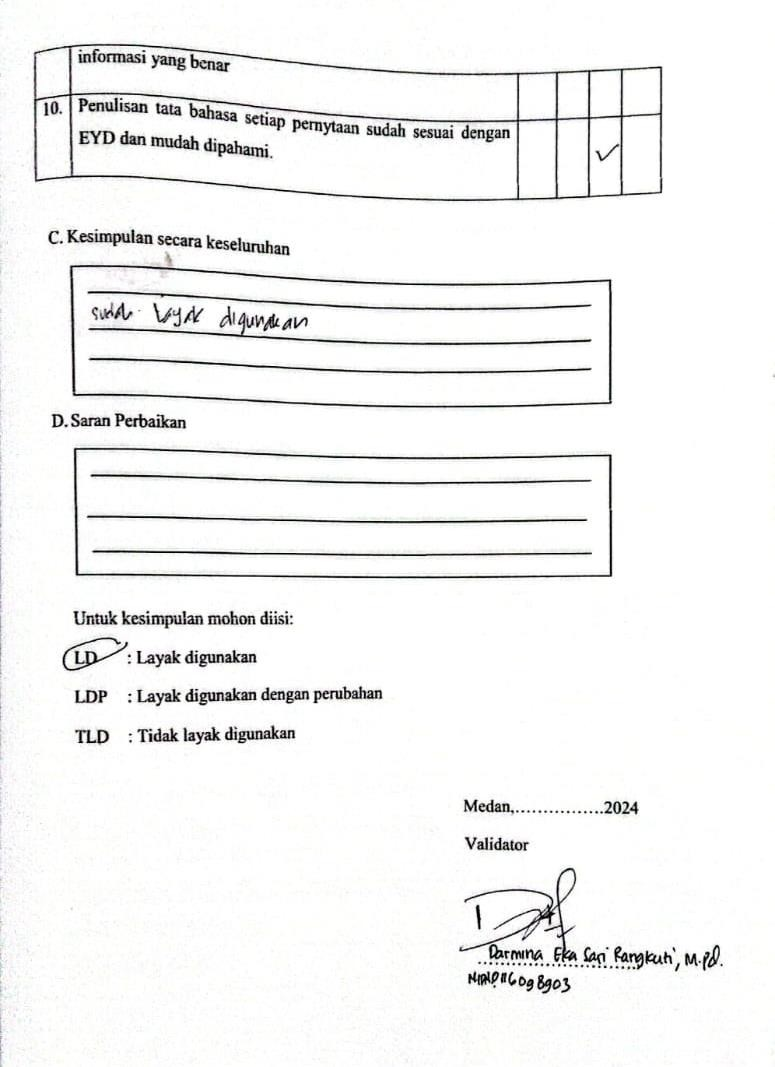 informasi yang benar
10. Penulisan tata bahasa setiap pernytaan sudah sesuai dengan
EYD dan mudah dipahami.
✓
C. Kesimpulan secara keseluruhan
sudah layak digunakan
D. Saran Perbaikan
Untuk kesimpulan mohon diisi:
LD : Layak digunakan
LDP : Layak digunakan dengan perubahan
TLD : Tidak layak digunakan
Medan,................2024
Validator
Darmina Eka Sari Rangkuti, M.Pd.